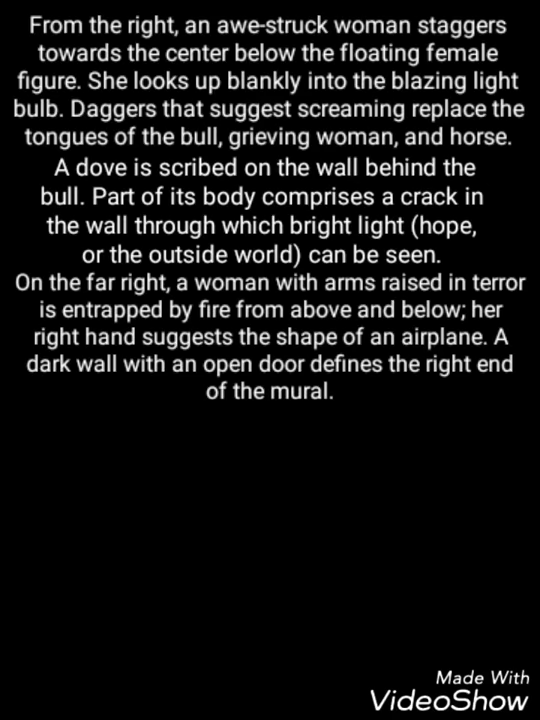 From the right, an awe-struck woman staggers
towards the center below the floating female
figure. She looks up blankly into the blazing light
bulb. Daggers that suggest screaming replace the
tongues of the bull, grieving woman, and horse.
A dove is scribed on the wall behind the
bull. Part of its body comprises a crack in
the wall through which bright light (hope,
or the outside world) can be seen.
On the far right, a woman with arms raised in terror
is entrapped by fire from above and below; her
right hand suggests the shape of an airplane. A
dark wall with an open door defines the right end
of the mural.
Made With
VideoShow